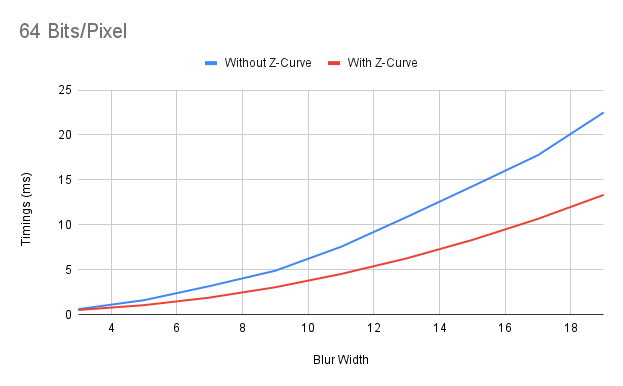 64 Bits/Pixel
Without Z-Curve
With Z-Curve
25
20
15
10
5
0
Timings (ms)
4 6 8 10 12 14 16 18
Blur Width